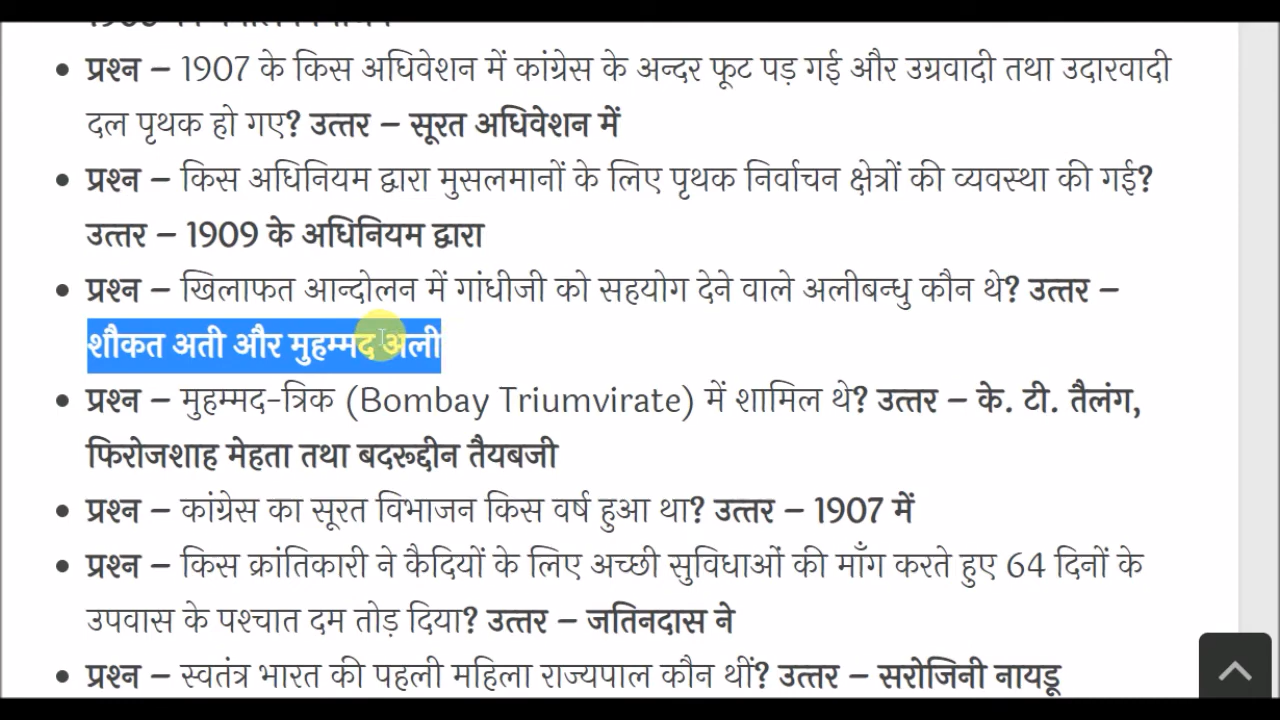 • प्रश्न – 1907 के किस अधिवेशन में कांग्रेस के अन्दर फूट पड़ गई और उग्रवादी तथा उदारवादी
दल पृथक हो गए? उत्तर – सूरत अधिवेशन में
• प्रश्न – किस अधिनियम द्वारा मुसलमानों के लिए पृथक निर्वाचन क्षेत्रों की व्यवस्था की गई?
उत्तर – 1909 के अधिनियम द्वारा
• प्रश्न – खिलाफत आन्दोलन में गांधीजी को सहयोग देने वाले अलीबन्धु कौन थे? उत्तर –
शौकत अती और मुहम्मद अली
• प्रश्न – मुहम्मद-त्रिक (Bombay Triumvirate) में शामिल थे? उत्तर – के. टी. तैलंग,
फिरोजशाह मेहता तथा बदरूद्दीन तैयबजी
• प्रश्न – कांग्रेस का सूरत विभाजन किस वर्ष हुआ था? उत्तर – 1907 में
• प्रश्न – किस क्रांतिकारी ने कैदियों के लिए अच्छी सुविधाओं की माँग करते हुए 64 दिनों के
उपवास के पश्चात दम तोड़ दिया? उत्तर – जतिनदास ने
• प्रश्न – स्वतंत्र भारत की पहली महिला राज्यपाल कौन थीं? उत्तर – सरोजिनी नायडू